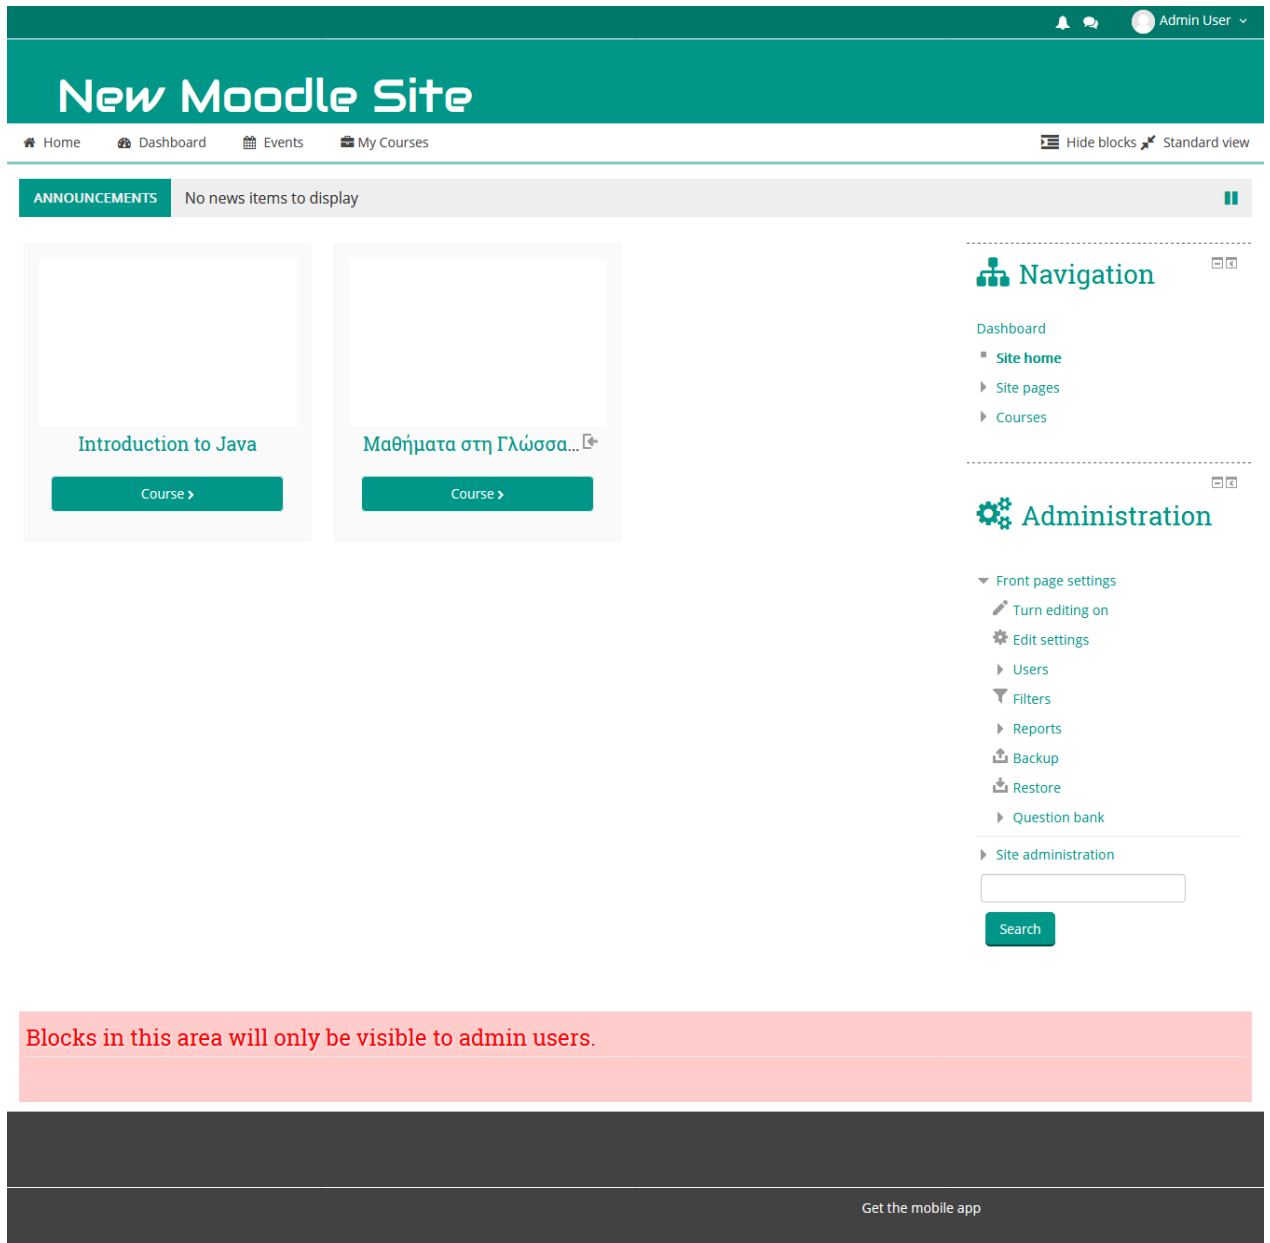 Admin User
New Moodle Site
Home Dashboard Events My Courses Hide blocks Standard view
ANNOUNCEMENTS No news items to display
Introduction to Java
Course
Μαθήματα στη Γλώσσα...
Course
Navigation
Dashboard
Site home
Site pages
Courses
Administration
Front page settings
Turn editing on
Edit settings
Users
Filters
Reports
Backup
Restore
Question bank
Site administration
Search
Blocks in this area will only be visible to admin users.
Get the mobile app